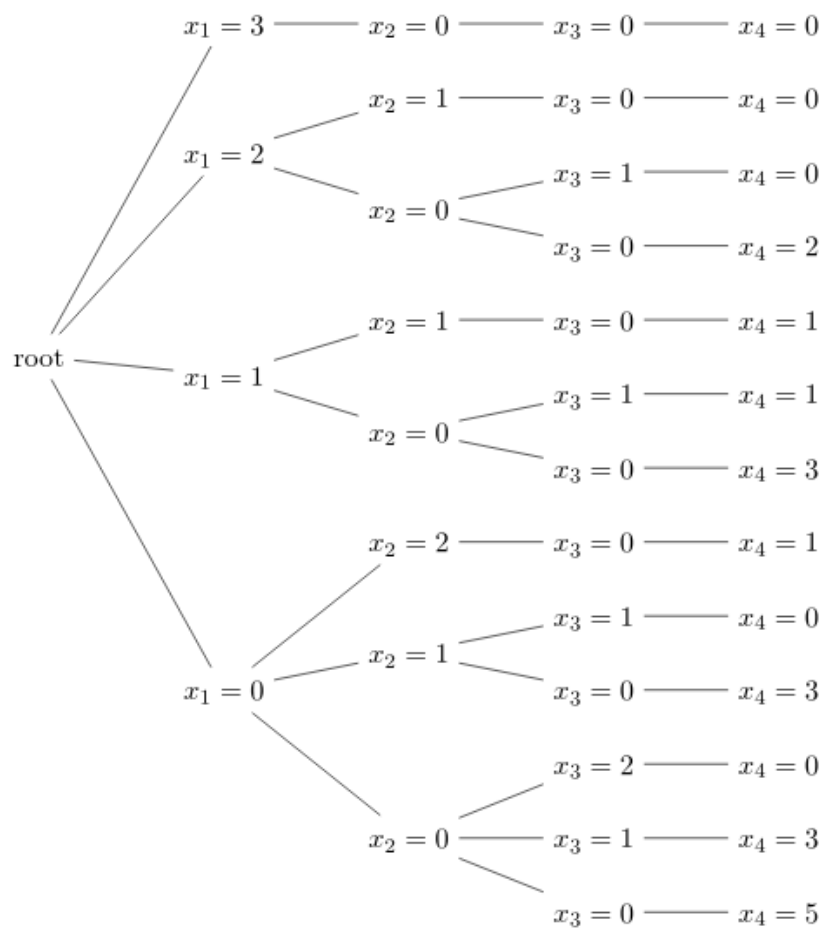 x₁ = 3 x₂ = 0 x₃ = 0 x₄ = 0
x₂ = 1 x₃ = 0 x₄ = 0
x₁ = 2
x₃ = 1 x₄ = 0
x₂ = 0
x₃ = 0 x₄ = 2
x₂ = 1 x₃ = 0 x₄ = 1
root
x₁ = 1
x₃ = 1 x₄ = 1
x₂ = 0
x₃ = 0 x₄ = 3
x₂ = 2 x₃ = 0 x₄ = 1
x₃ = 1 x₄ = 0
x₂ = 1
x₁ = 0 x₃ = 0 x₄ = 3
x₃ = 2 x₄ = 0
x₂ = 0 x₃ = 1 x₄ = 3
x₃ = 0 x₄ = 5